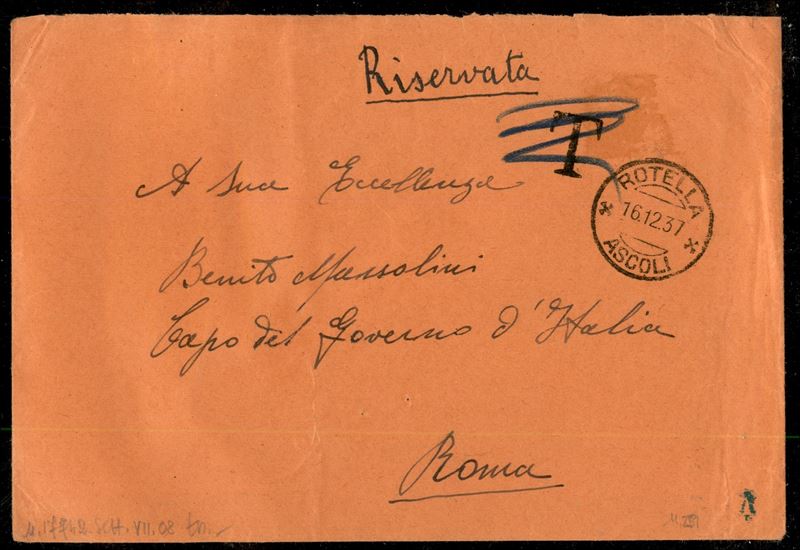 Riservata
T
ROTELLA
16.12.37
ASCOLI
A Sua Eccellenza
Benito Mussolini
Capo del Governo d'Italia
Roma